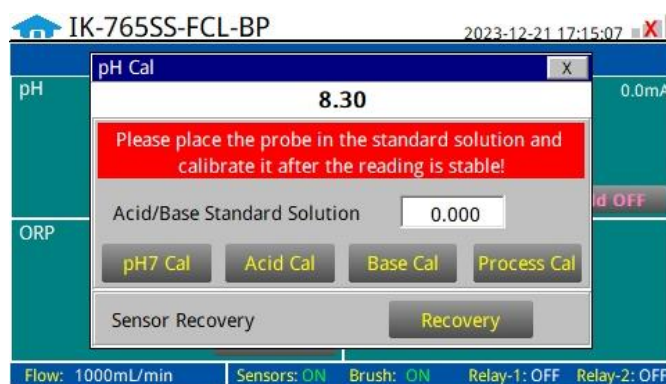 IK-765SS-FCL-BP
2023-12-21 17:15:07
pH Cal
X
pH
8.30
0.0mA
Please place the probe in the standard solution and
calibrate it after the reading is stable!
Acid/Base Standard Solution
0.000
OFF
ORP
pH7 Cal
Acid Cal
Base Cal
Process Cal
Sensor Recovery
Recovery
Flow: 1000mL/min
Sensors: ON
Brush: ON
Relay-1: OFF
Relay-2: OFF